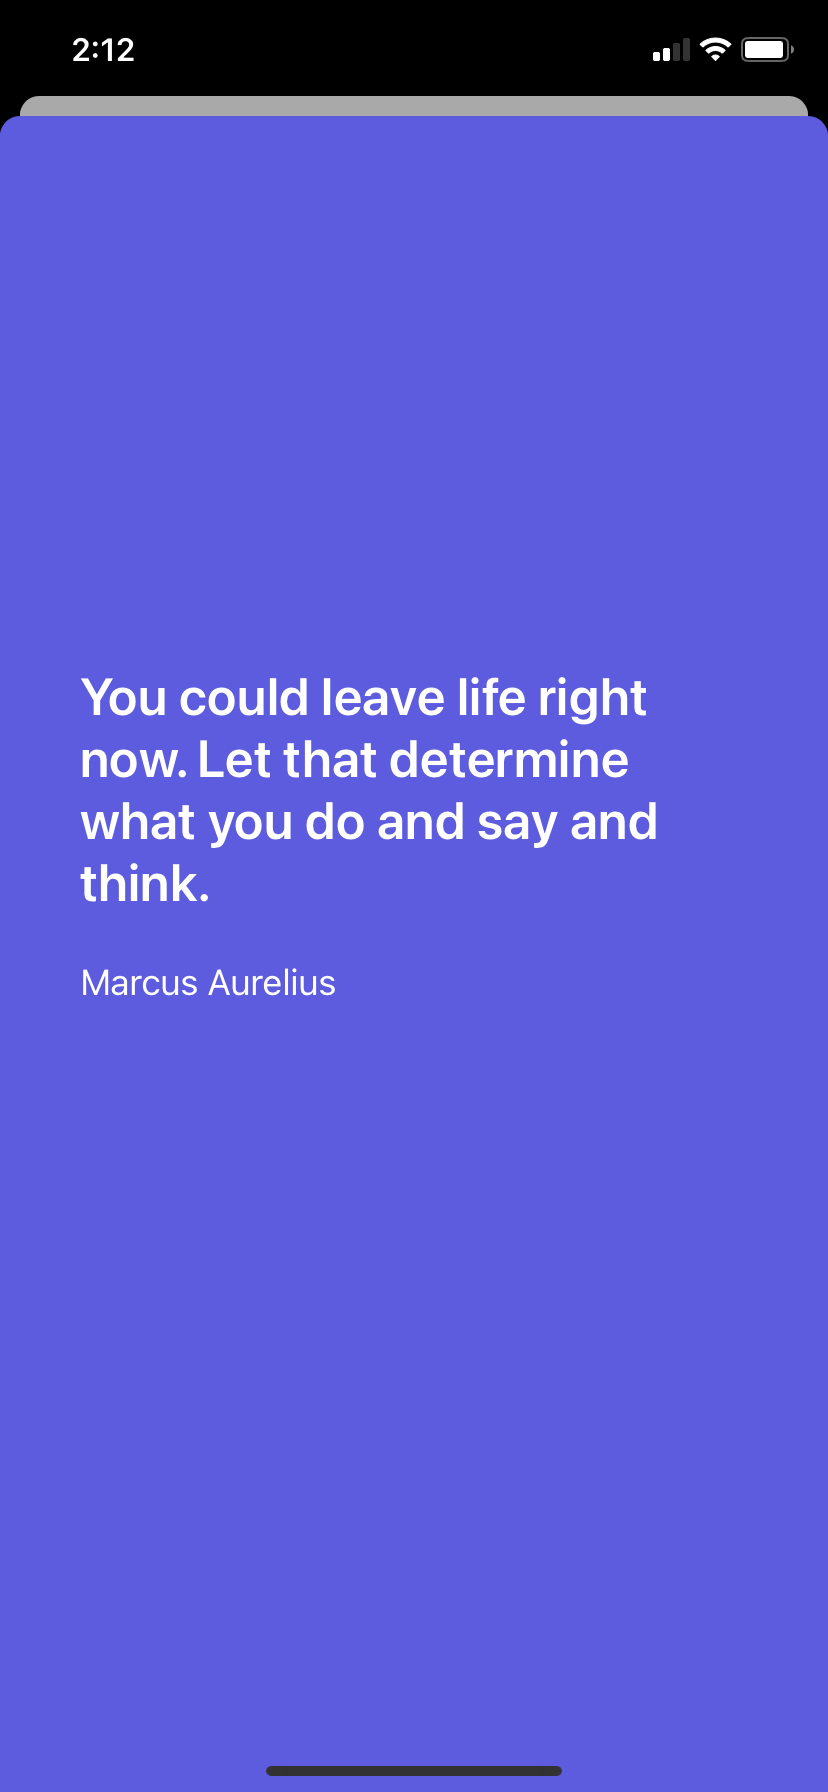 2:12
You could leave life right
now. Let that determine
what you do and say and
think.
Marcus Aurelius